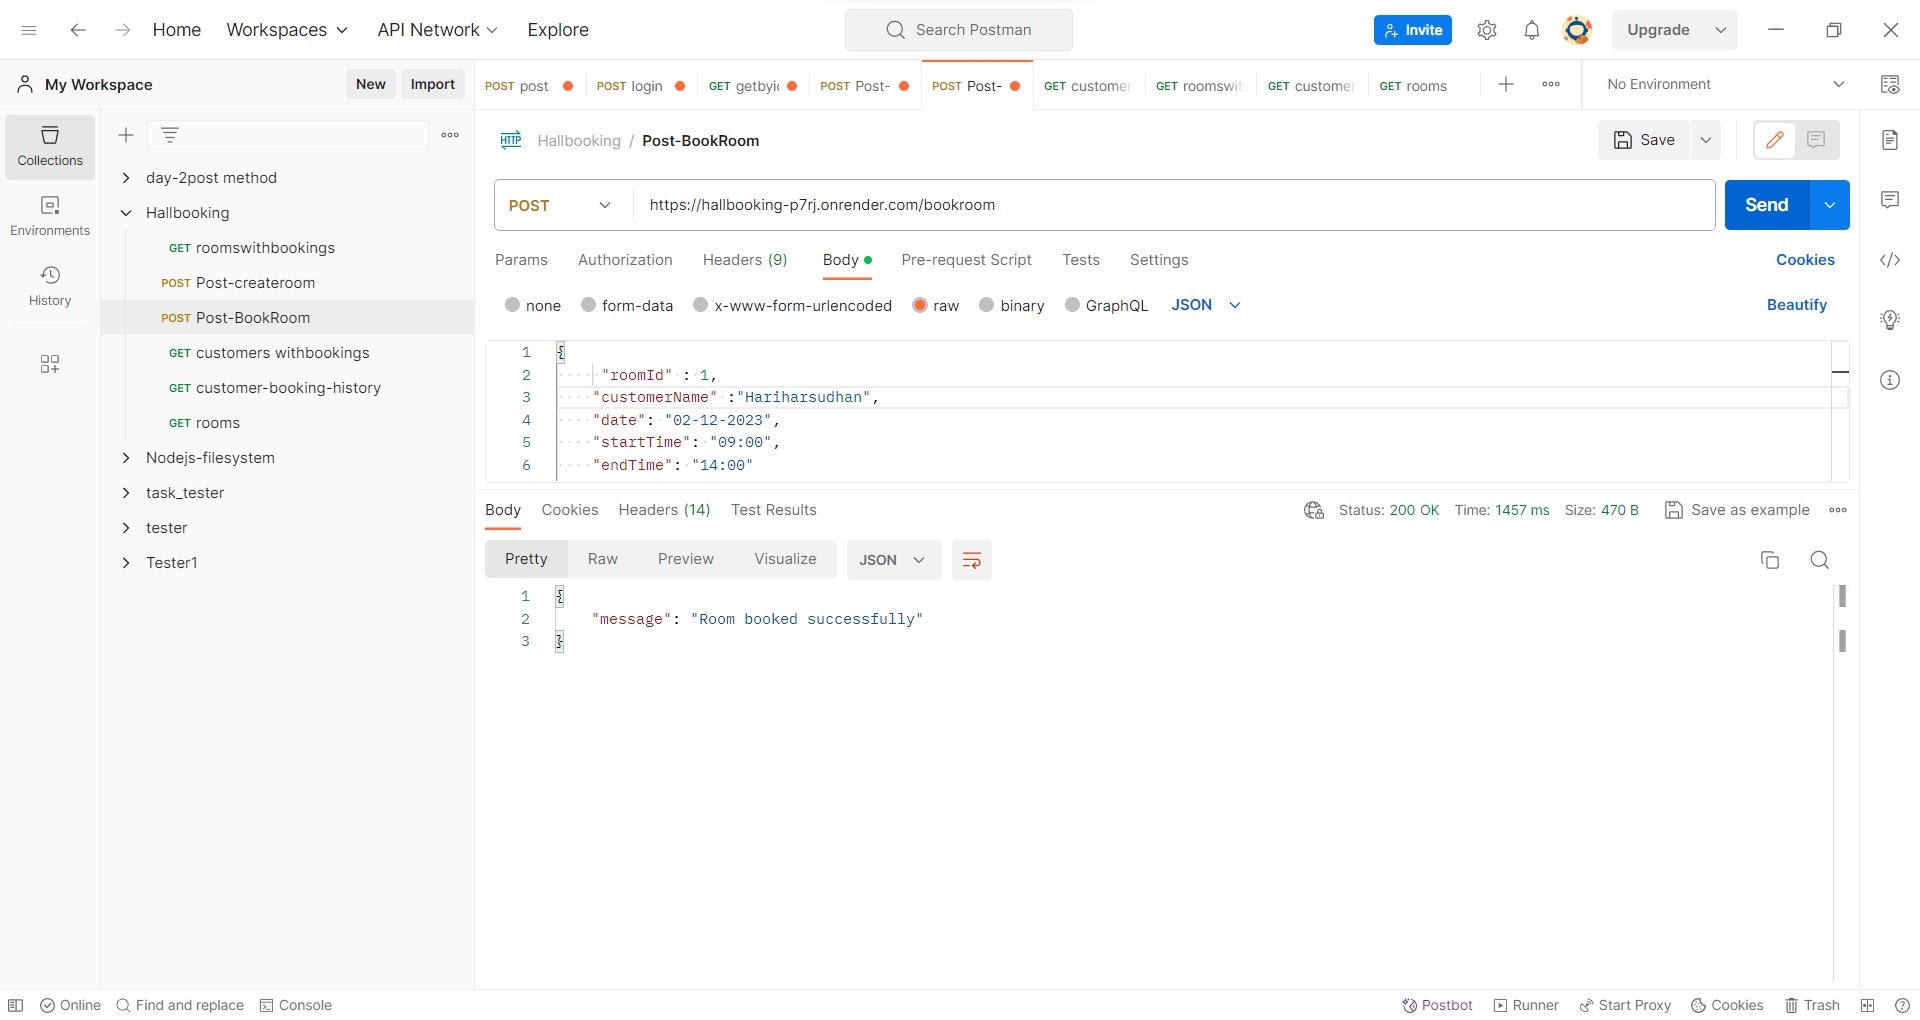 Home Workspaces API Network Explore Search Postman Invite Upgrade
My Workspace New Import
POST post POST login GET getbyi POST Post- POST Post- GET customer GET roomswit GET customer GET rooms No Environment
Collections
Environments
History
day-2post method
Hallbooking
GET roomswithbookings
POST Post-createroom
POST Post-BookRoom
GET customers withbookings
GET customer-booking-history
GET rooms
Nodejs-filesystem
task_tester
tester
Tester1
HTTP Hallbooking / Post-BookRoom Save
POST https://hallbooking-p7rj.onrender.com/bookroom Send
Params Authorization Headers (9) Body Pre-request Script Tests Settings Cookies
none form-data x-www-form-urlencoded raw binary GraphQL JSON Beautify
1 {
2 "roomId" : 1,
3 "customerName" :"Hariharsudhan",
4 "date": "02-12-2023",
5 "startTime": "09:00",
6 "endTime": "14:00"
Body Cookies Headers (14) Test Results Status: 200 OK Time: 1457 ms Size: 470 B Save as example
Pretty Raw Preview Visualize JSON
1 {
2 "message": "Room booked successfully"
3 }
Online Find and replace Console Postbot Runner Start Proxy Cookies Trash